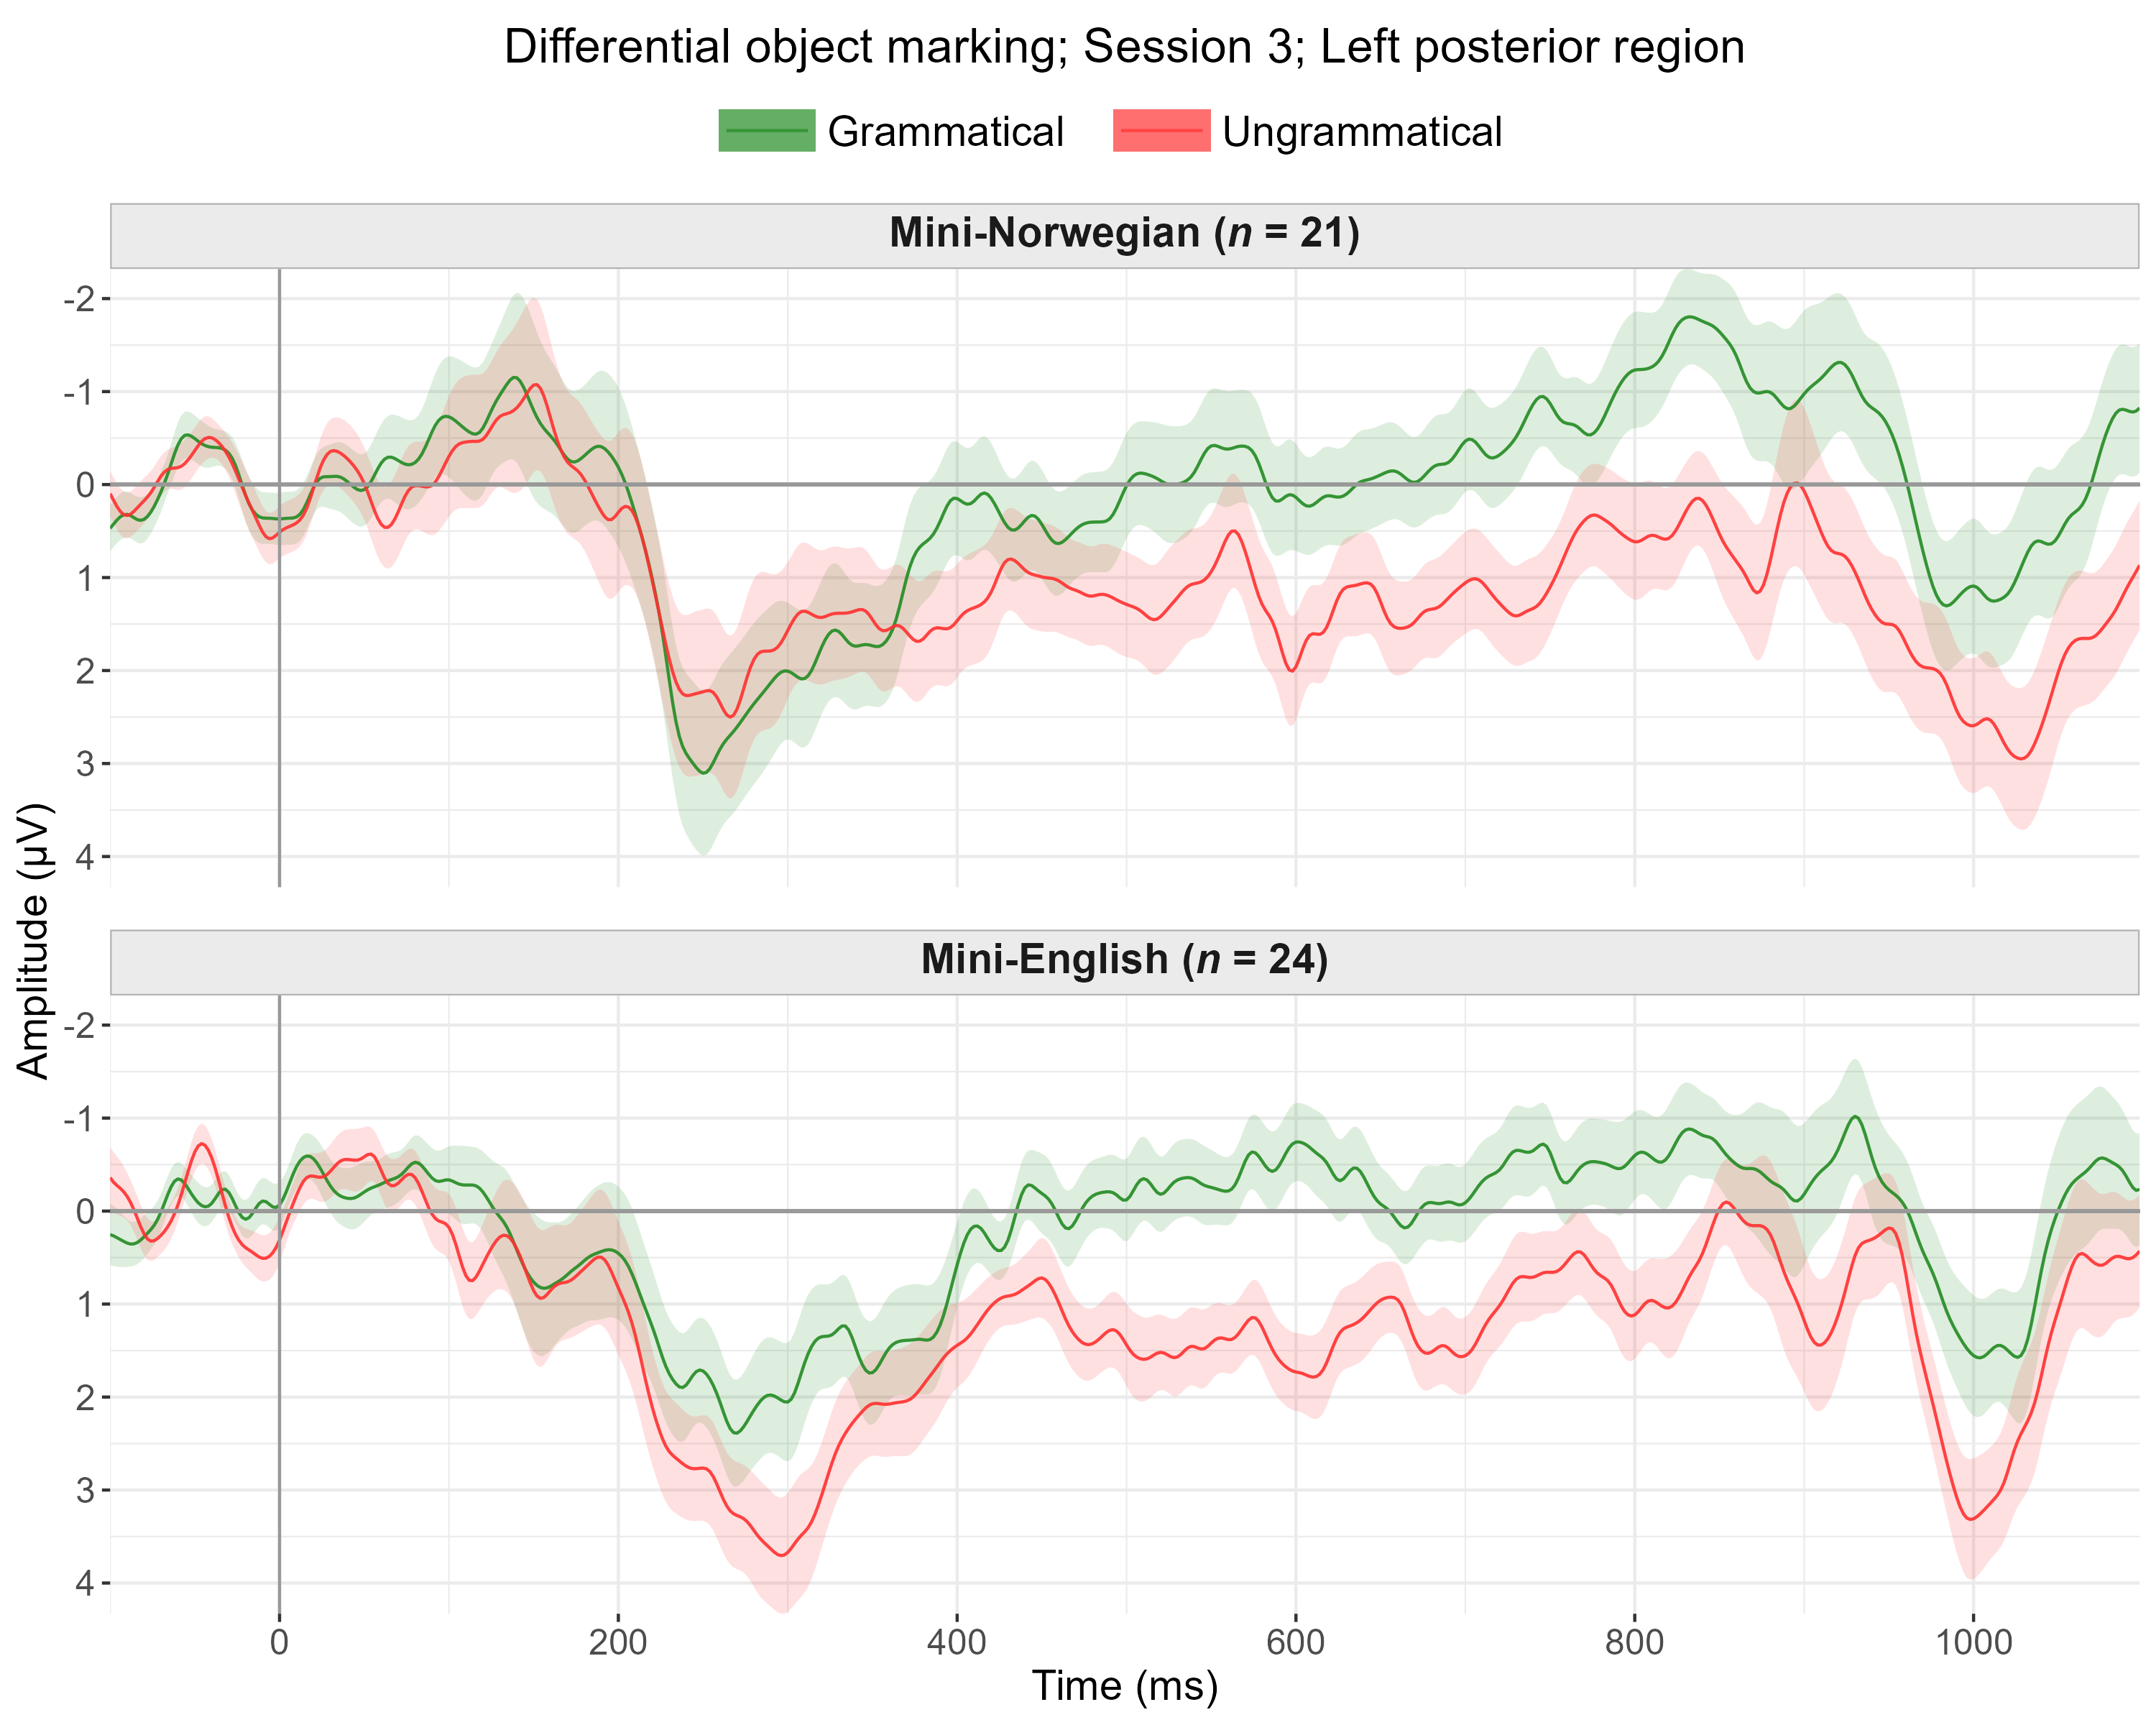 Differential object marking; Session 3; Left posterior region
Grammatical Ungrammatical
Mini-Norwegian (n = 21)
-2
-1
0
1
2
3
4
Amplitude (µV)
Mini-English (n = 24)
-2
-1
0
1
2
3
4
0 200 400 600 800 1000
Time (ms)